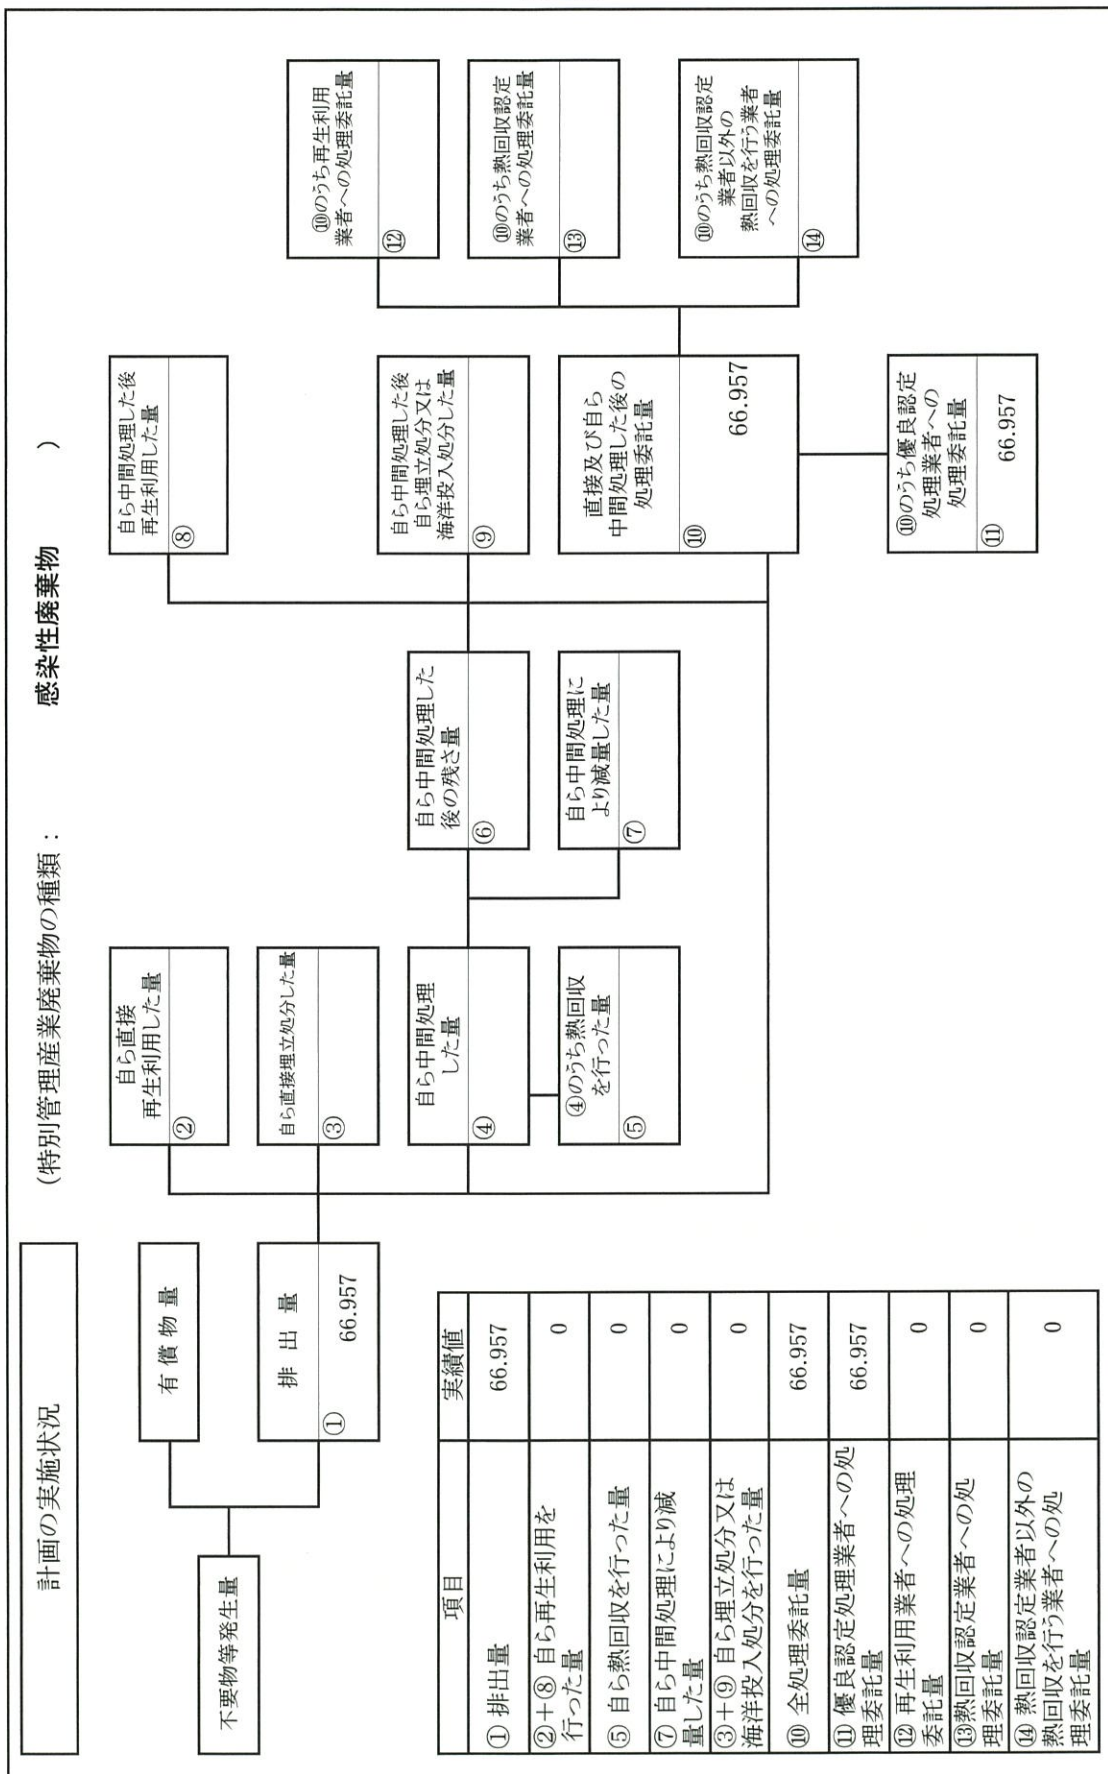 計画の実施状況
(特別管理産業廃棄物の種類：　感染性廃棄物　)
不要物等発生量
有償物量
排出量
①
66.957
自ら直接
再生利用した量
②
自ら直接埋立処分した量
③
自ら中間処理
した量
④
④のうち熱回収
を行った量
⑤
自ら中間処理した
後の残さ量
⑥
自ら中間処理に
より減量した量
⑦
自ら中間処理した後
再生利用した量
⑧
自ら中間処理した後
自ら埋立処分又は
海洋投入処分した量
⑨
直接及び自ら
中間処理した後の
処理委託量
⑩
66.957
⑩のうち優良認定
処理業者への
処理委託量
⑪
66.957
⑩のうち再生利用
業者への処理委託量
⑫
⑩のうち熱回収認定
業者への処理委託量
⑬
⑩のうち熱回収認定
業者以外の
熱回収を行う業者
への処理委託量
⑭
項目 実績値
① 排出量 66.957
②＋⑧ 自ら再生利用を
行った量 0
⑤ 自ら熱回収を行った量 0
⑦ 自ら中間処理により減
量した量 0
③＋⑨ 自ら埋立処分又は
海洋投入処分を行った量 0
⑩ 全処理委託量 66.957
⑪ 優良認定処理業者への処
理委託量 66.957
⑫ 再生利用業者への処理
委託量 0
⑬熱回収認定業者への処
理委託量 0
⑭ 熱回収認定業者以外の
熱回収を行う業者への処
理委託量 0